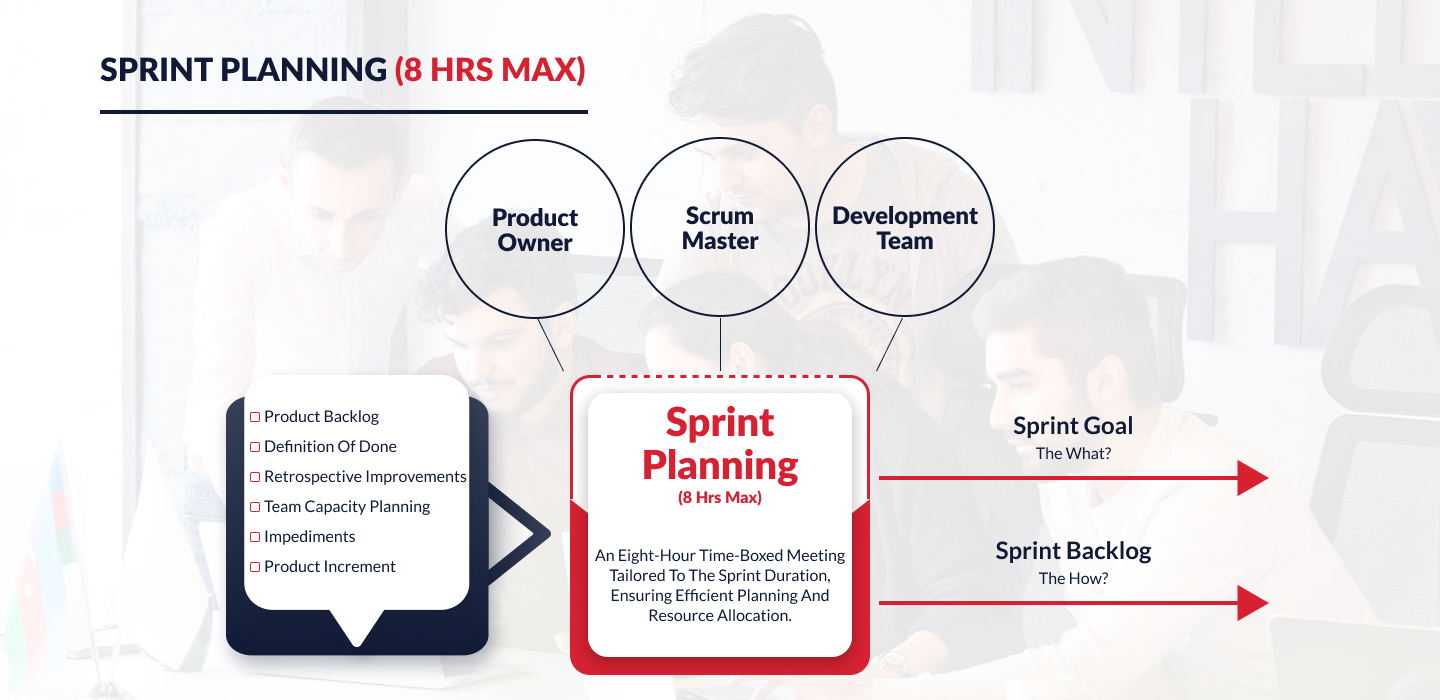 SPRINT PLANNING (8 HRS MAX)
Product
Owner
Scrum
Master
Development
Team
Product Backlog
Definition Of Done
Retrospective Improvements
Team Capacity Planning
Impediments
Product Increment
Sprint
Planning
(8 Hrs Max)
An Eight-Hour Time-Boxed Meeting
Tailored To The Sprint Duration,
Ensuring Efficient Planning And
Resource Allocation.
Sprint Goal
The What?
Sprint Backlog
The How?